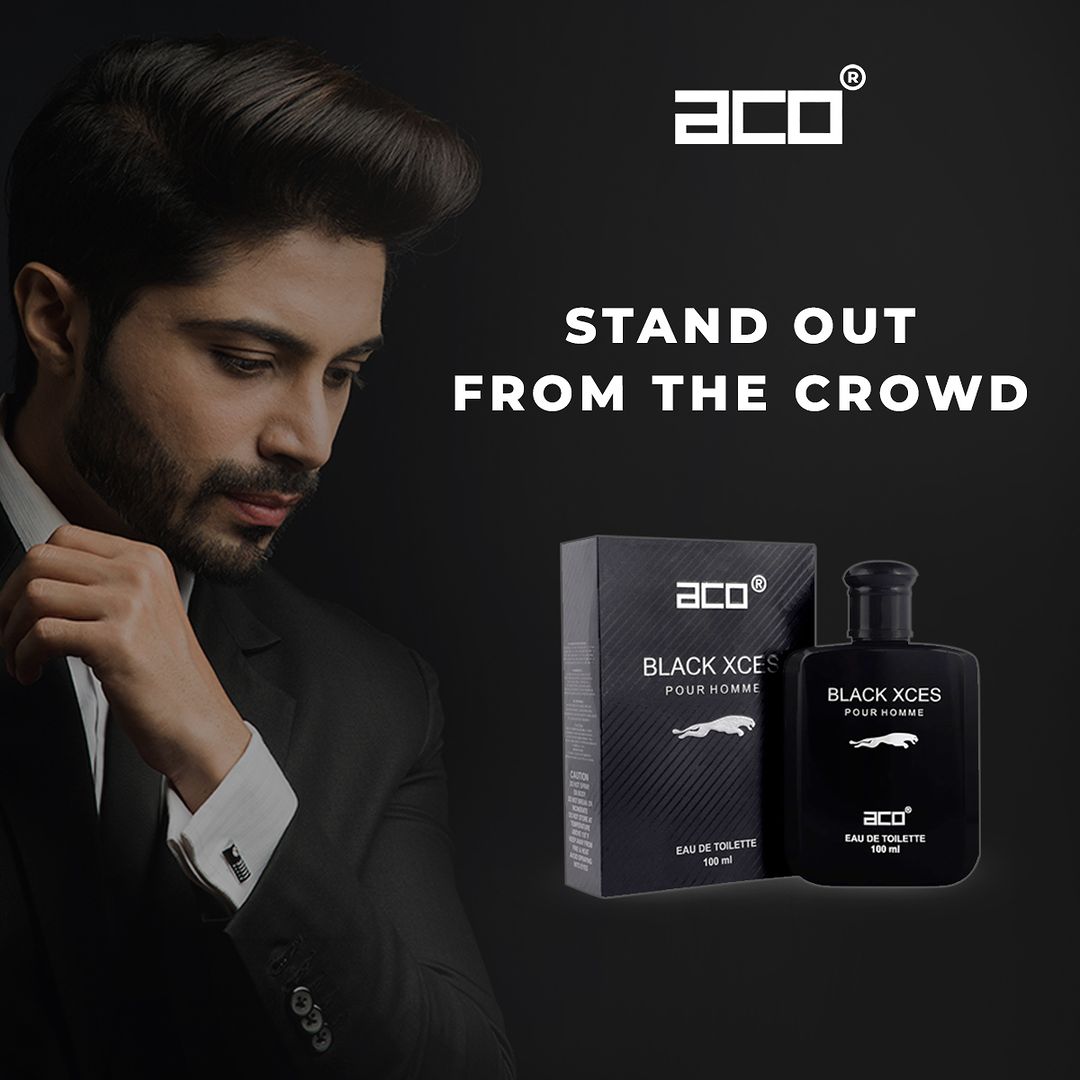 aco®
STAND OUT
FROM THE CROWD
aco®
BLACK XCES
POUR HOMME
CAUTION
EAU DE TOILETTE
100 ml
BLACK XCES
POUR HOMME
aco®
EAU DE TOILETTE
100 ml